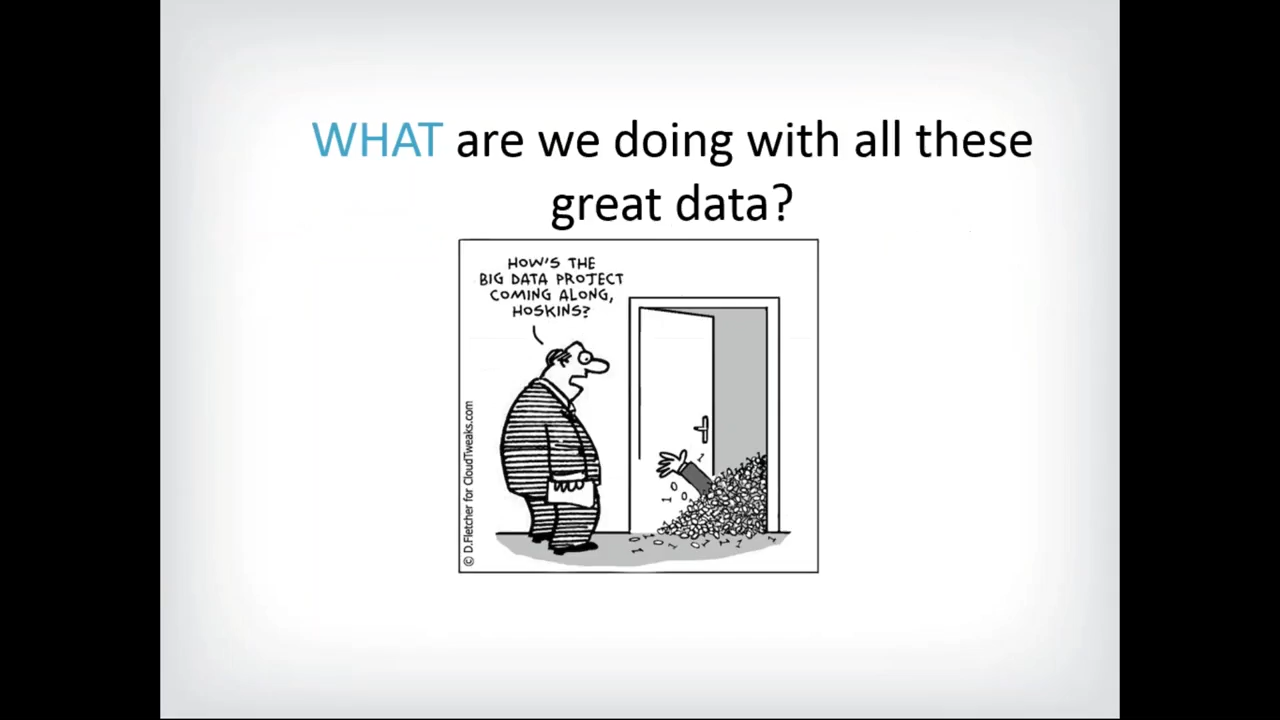 WHAT are we doing with all these
great data?
HOW'S THE
BIG DATA PROJECT
COMING ALONG,
HOSKINS?
© D.Fletcher for CloudTweaks.com